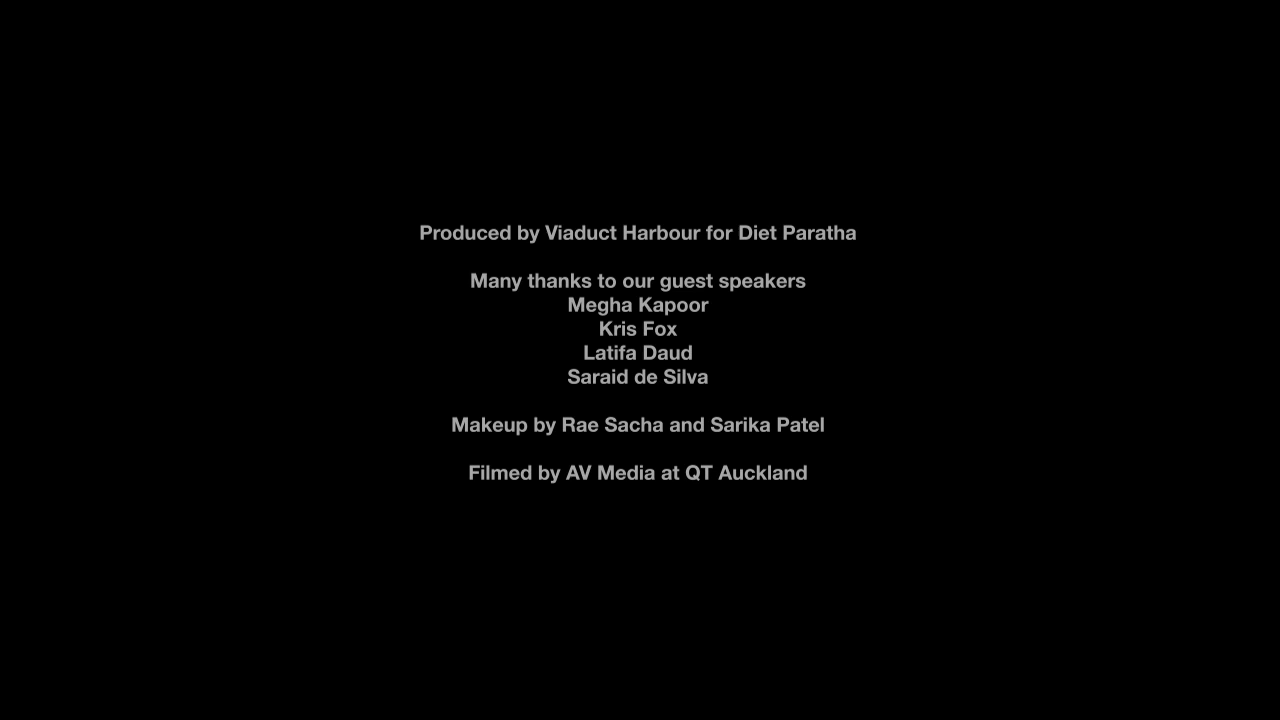 Produced by Viaduct Harbour for Diet Paratha
Many thanks to our guest speakers
Megha Kapoor
Kris Fox
Latifa Daud
Saraid de Silva
Makeup by Rae Sacha and Sarika Patel
Filmed by AV Media at QT Auckland